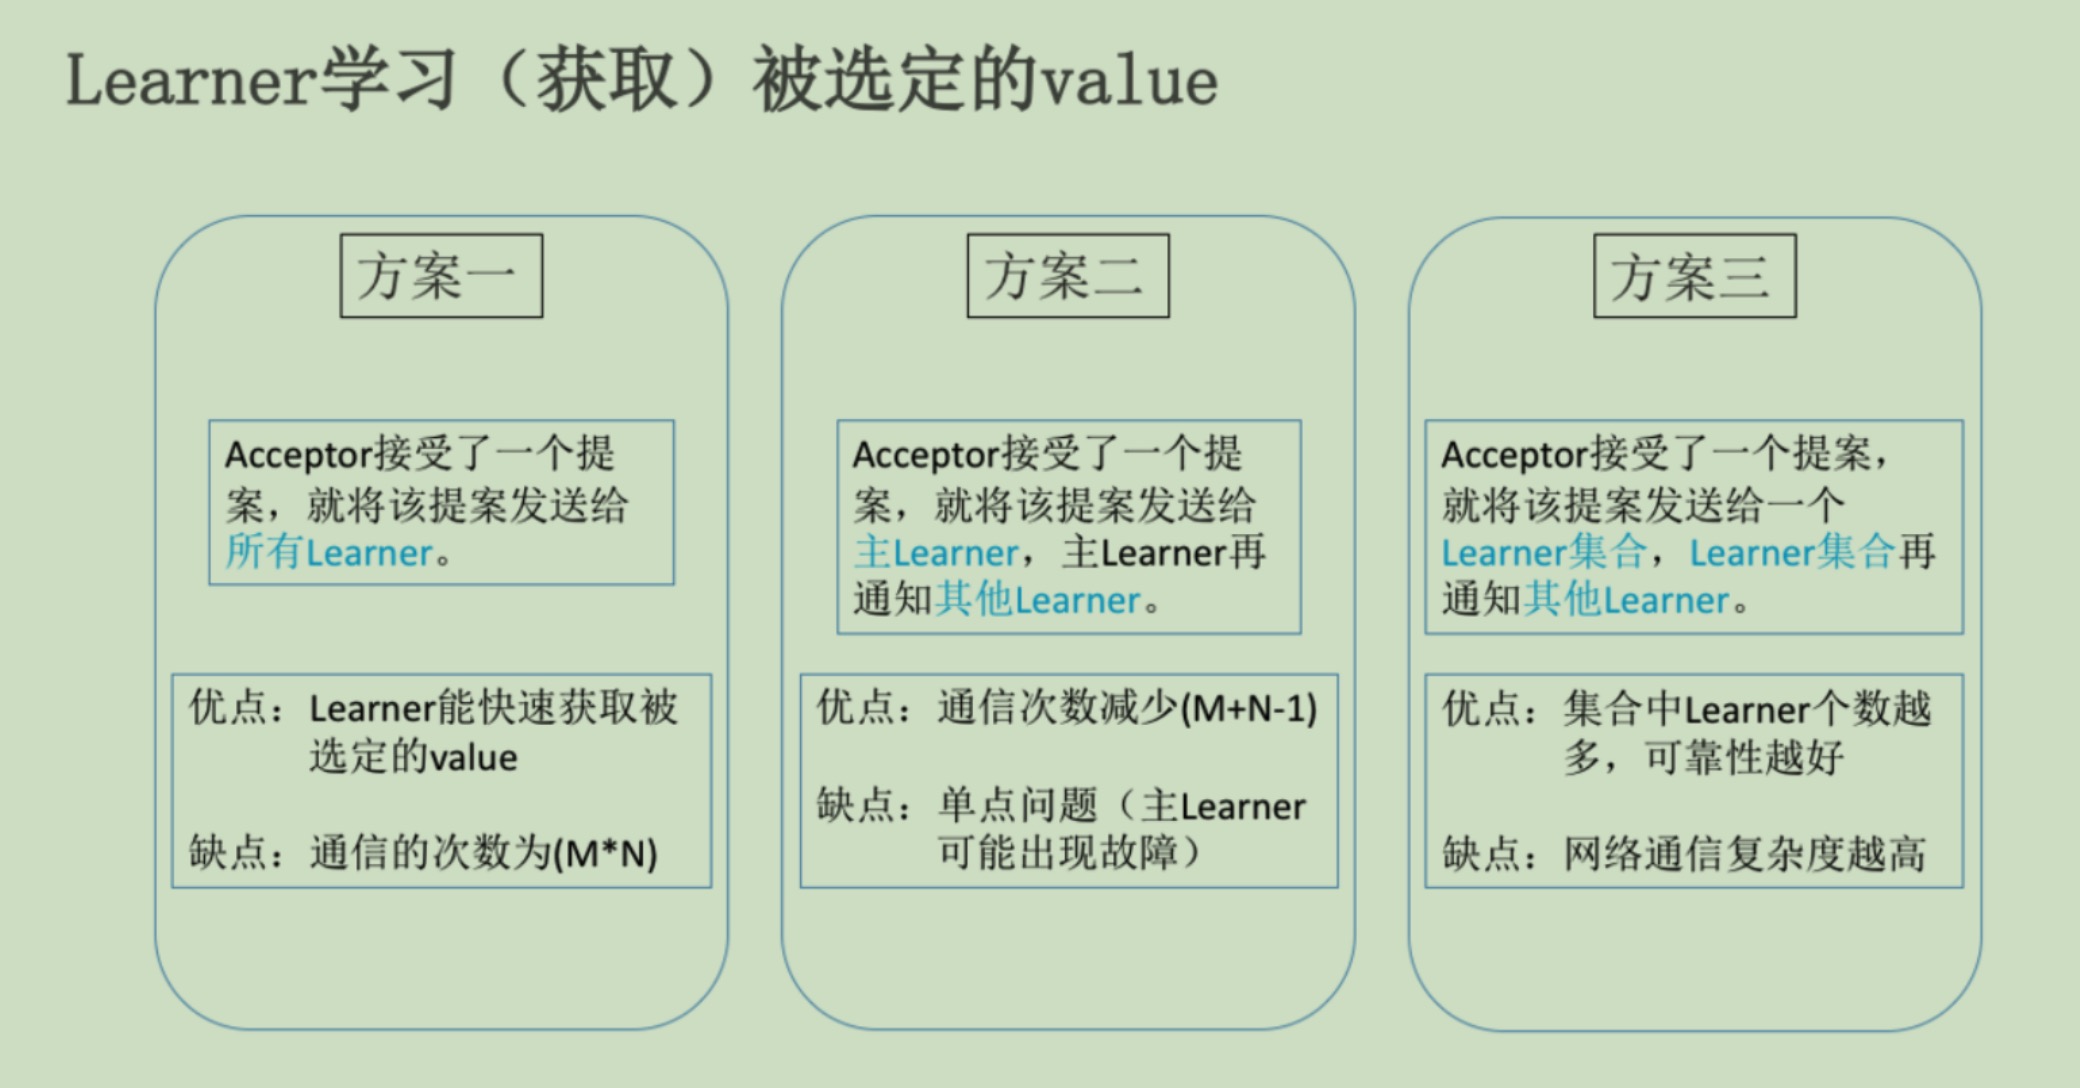 Learner学习（获取）被选定的value
方案一
Acceptor接受了一个提
案，就将该提案发送给
所有Learner。
优点：Learner能快速获取被
选定的value
缺点：通信的次数为(M*N)
方案二
Acceptor接受了一个提
案，就将该提案发送给
主Learner，主Learner再
通知其他Learner。
优点：通信次数减少(M+N-1)
缺点：单点问题（主Learner
可能出现故障）
方案三
Acceptor接受了一个提案，
就将该提案发送给一个
Learner集合，Learner集合再
通知其他Learner。
优点：集合中Learner个数越
多，可靠性越好
缺点：网络通信复杂度越高